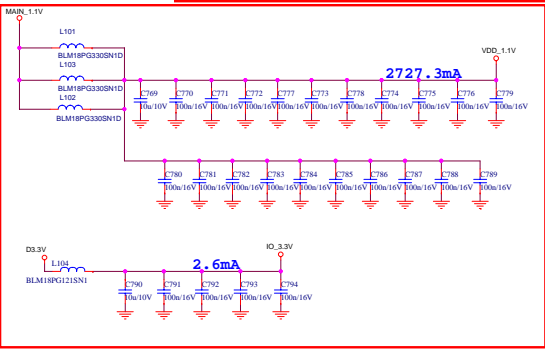 MAIN_1.1V
L101
BLM18PG330SN1D
L103
BLM18PG330SN1D
L102
BLM18PG330SN1D
2727.3mA
VDD_1.1V
C769 C770 C771 C772 C777 C773 C778 C774 C775 C776 C779
10u/10V 100n/16V 100n/16V 100n/16V 100n/16V 100n/16V 100n/16V 100n/16V 100n/16V 100n/16V 100n/16V
C780 C781 C782 C783 C784 C785 C786 C787 C788 C789
100n/16V 100n/16V 100n/16V 100n/16V 100n/16V 100n/16V 100n/16V 100n/16V 100n/16V 100n/16V
D3.3V
L104
BLM18PG121SN1
2.6mA
IO_3.3V
C790 C791 C792 C793 C794
10u/10V 100n/16V 100n/16V 100n/16V 100n/16V